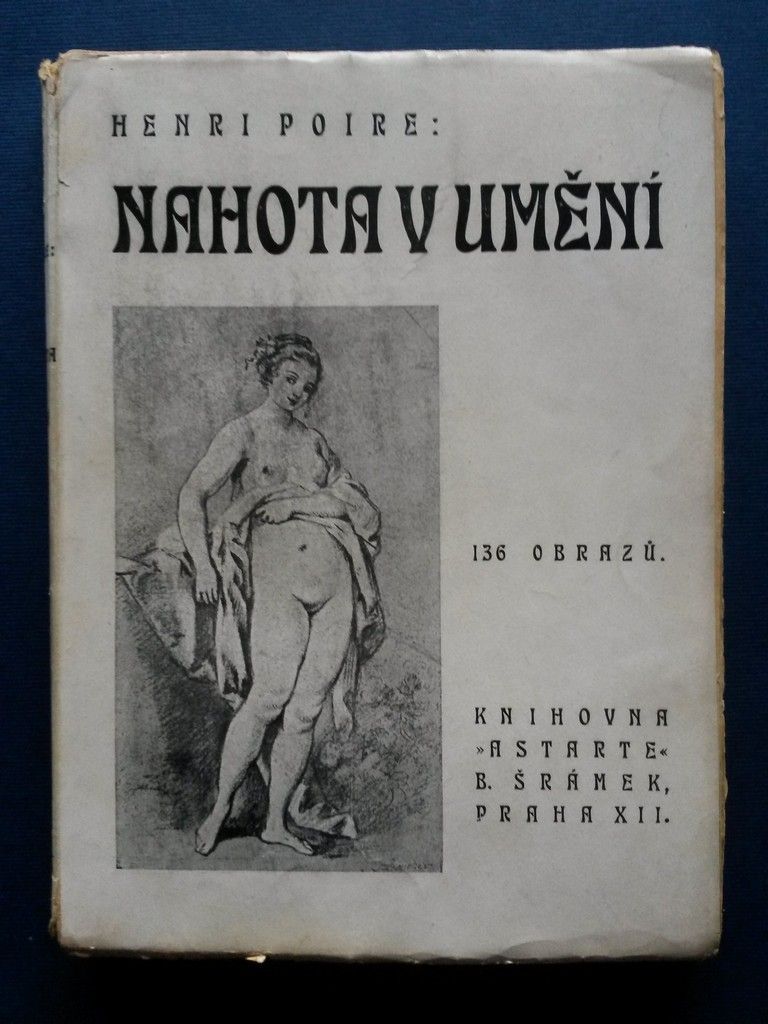 HENRI POIRE:
NAHOTA V UMĚNÍ
136 OBRAZŮ.
KNIHOVNA
»ASTARTE«
B. ŠRÁMEK,
PRAHA XII.